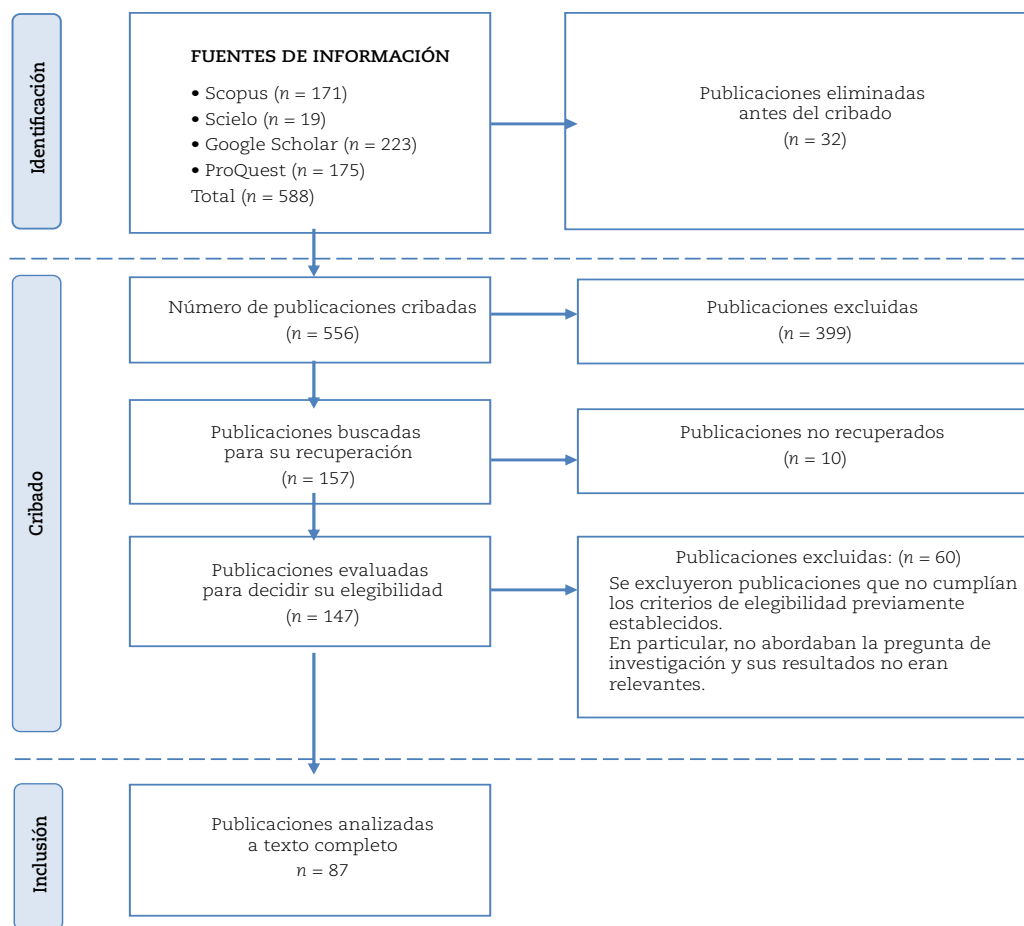 Identificación
FUENTES DE INFORMACIÓN
• Scopus (n = 171)
• Scielo (n = 19)
• Google Scholar (n = 223)
• ProQuest (n = 175)
Total (n = 588)
Publicaciones eliminadas
antes del cribado
(n = 32)
Cribado
Número de publicaciones cribadas
(n = 556)
Publicaciones excluidas
(n = 399)
Publicaciones buscadas
para su recuperación
(n = 157)
Publicaciones no recuperados
(n = 10)
Publicaciones evaluadas
para decidir su elegibilidad
(n = 147)
Publicaciones excluidas: (n = 60)
Se excluyeron publicaciones que no cumplían
los criterios de elegibilidad previamente
establecidos.
En particular, no abordaban la pregunta de
investigación y sus resultados no eran
relevantes.
Inclusión
Publicaciones analizadas
a texto completo
n = 87